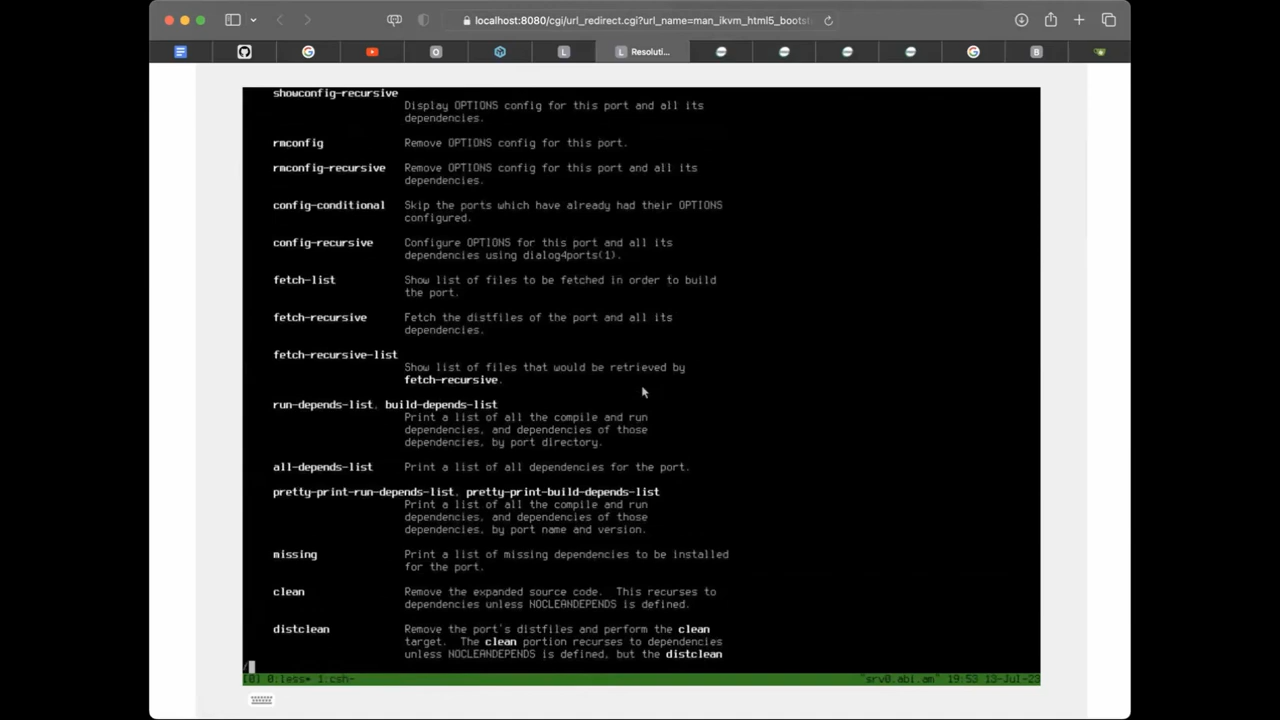 localhost:8080/cgi/url_redirect.cgi?url_name=man_ikvm_html5_bootst
Resoluti...
showconfig-recursive
Display OPTIONS config for this port and all its
dependencies.
rmconfig Remove OPTIONS config for this port.
rmconfig-recursive Remove OPTIONS config for this port and all its
dependencies.
config-conditional Skip the ports which have already had their OPTIONS
configured.
config-recursive Configure OPTIONS for this port and all its
dependencies using dialog4ports(1).
fetch-list Show list of files to be fetched in order to build
the port.
fetch-recursive Fetch the distfiles of the port and all its
dependencies.
fetch-recursive-list
Show list of files that would be retrieved by
fetch-recursive.
run-depends-list, build-depends-list
Print a list of all the compile and run
dependencies, and dependencies of those
dependencies, by port directory.
all-depends-list Print a list of all dependencies for the port.
pretty-print-run-depends-list, pretty-print-build-depends-list
Print a list of all the compile and run
dependencies, and dependencies of those
dependencies, by port name and version.
missing Print a list of missing dependencies to be installed
for the port.
clean Remove the expanded source code. This recurses to
dependencies unless NOCLEANDEPENDS is defined.
distclean Remove the port's distfiles and perform the clean
target. The clean portion recurses to dependencies
unless NOCLEANDEPENDS is defined, but the distclean
/
[0] 0:less* 1:csh- "srv0.abi.am" 19:53 13-Jul-23